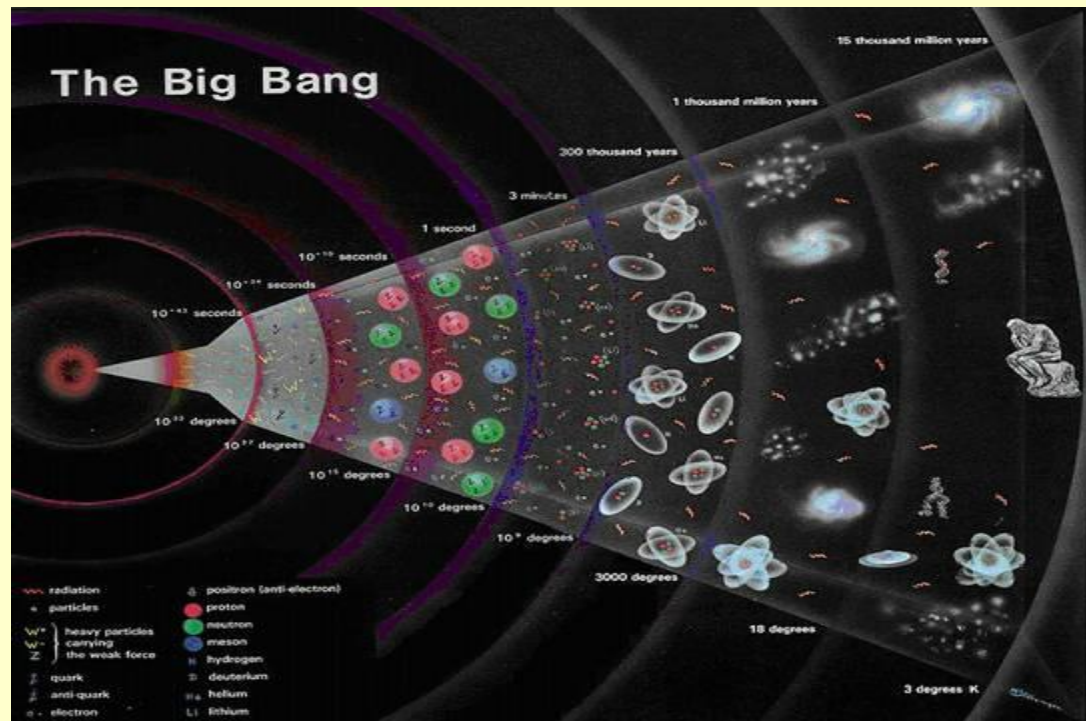 The Big Bang
15 thousand million years
1 thousand million years
300 thousand years
3 minutes
1 second
10⁻¹⁰ seconds
10⁻³⁴ seconds
10⁻⁴³ seconds
10³² degrees
10²⁷ degrees
10¹⁵ degrees
10¹⁰ degrees
10⁹ degrees
3000 degrees
18 degrees
3 degrees K
radiation
particles
W⁺
W⁻
Z
heavy particles
carrying
the weak force
quark
anti-quark
electron
positron (anti-electron)
proton
neutron
meson
H hydrogen
D deuterium
He helium
Li lithium